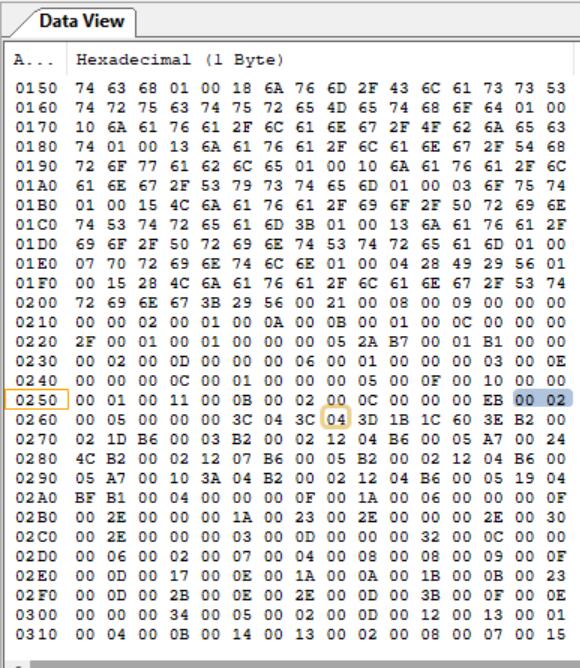 Data View
A... Hexadecimal (1 Byte)
0150 74 63 68 01 00 18 6A 76 6D 2F 43 6C 61 73 73 53
0160 74 72 75 63 74 75 72 65 4D 65 74 68 6F 64 01 00
0170 10 6A 61 76 61 2F 6C 61 6E 67 2F 4F 62 6A 65 63
0180 74 01 00 13 6A 61 76 61 2F 6C 61 6E 67 2F 54 68
0190 72 6F 77 61 62 6C 65 01 00 10 6A 61 76 61 2F 6C
01A0 61 6E 67 2F 53 79 73 74 65 6D 01 00 03 6F 75 74
01B0 01 00 15 4C 6A 61 76 61 2F 69 6F 2F 50 72 69 6E
01C0 74 53 74 72 65 61 6D 3B 01 00 13 6A 61 76 61 2F
01D0 69 6F 2F 50 72 69 6E 74 53 74 72 65 61 6D 01 00
01E0 07 70 72 69 6E 74 6C 6E 01 00 04 28 49 29 56 01
01F0 00 15 28 4C 6A 61 76 61 2F 6C 61 6E 67 2F 53 74
0200 72 69 6E 67 3B 29 56 00 21 00 08 00 09 00 00 00
0210 00 00 02 00 01 00 0A 00 0B 00 01 00 0C 00 00 00
0220 2F 00 01 00 01 00 00 00 05 2A B7 00 01 B1 00 00
0230 00 02 00 0D 00 00 00 06 00 01 00 00 00 03 00 0E
0240 00 00 00 0C 00 01 00 00 00 05 00 0F 00 10 00 00
0250 00 01 00 11 00 0B 00 02 00 0C 00 00 00 EB 00 02
0260 00 05 00 00 00 3C 04 3C 04 3D 1B 1C 60 3E B2 00
0270 02 1D B6 00 03 B2 00 02 12 04 B6 00 05 A7 00 24
0280 4C B2 00 02 12 07 B6 00 05 B2 00 02 12 04 B6 00
0290 05 A7 00 10 3A 04 B2 00 02 12 04 B6 00 05 19 04
02A0 BF B1 00 04 00 00 00 0F 00 1A 00 06 00 00 00 0F
02B0 00 2E 00 00 00 1A 00 23 00 2E 00 00 00 2E 00 30
02C0 00 2E 00 00 00 03 00 0D 00 00 00 32 00 0C 00 00
02D0 00 06 00 02 00 07 00 04 00 08 00 08 00 09 00 0F
02E0 00 0D 00 17 00 0E 00 1A 00 0A 00 1B 00 0B 00 23
02F0 00 0D 00 2B 00 0E 00 2E 00 0D 00 3B 00 0F 00 0E
0300 00 00 00 34 00 05 00 02 00 0D 00 12 00 13 00 01
0310 00 04 00 0B 00 14 00 13 00 02 00 08 00 07 00 15